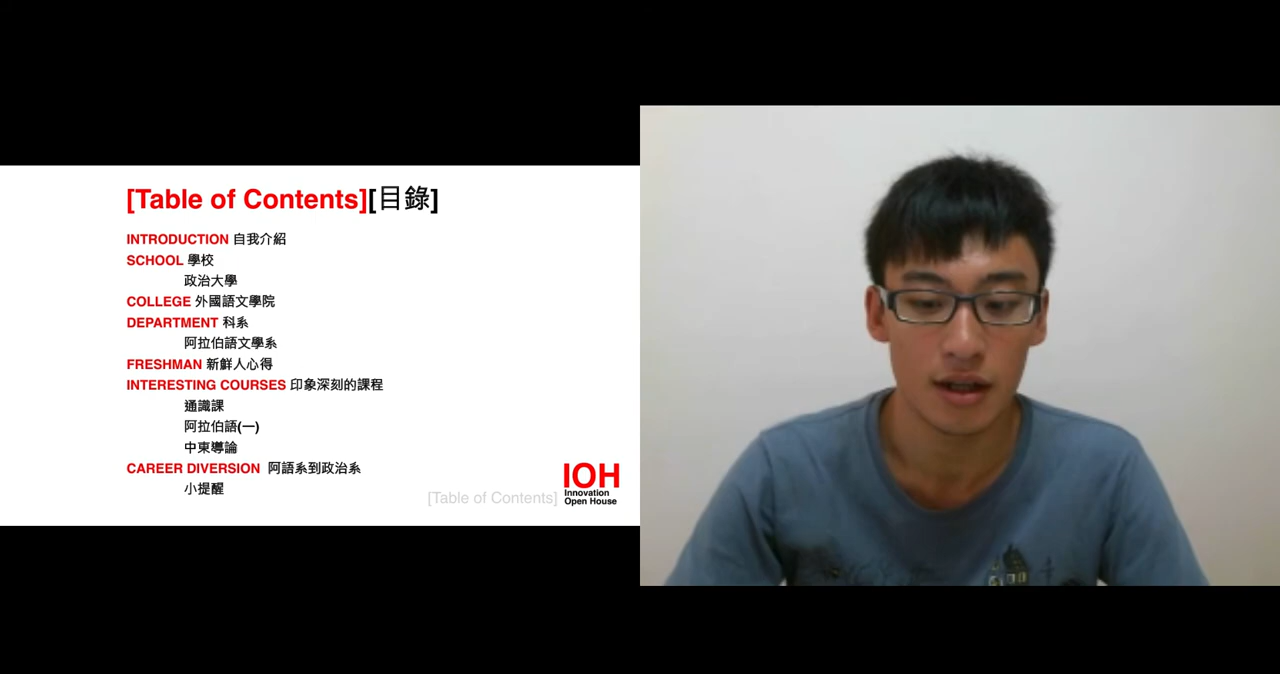 [Table of Contents][目錄]
INTRODUCTION 自我介紹
SCHOOL 學校
政治大學
COLLEGE 外國語文學院
DEPARTMENT 科系
阿拉伯語文學系
FRESHMAN 新鮮人心得
INTERESTING COURSES 印象深刻的課程
通識課
阿拉伯語(一)
中東導論
CAREER DIVERSION 阿語系到政治系
小提醒
[Table of Contents]
IOH
Innovation
Open House